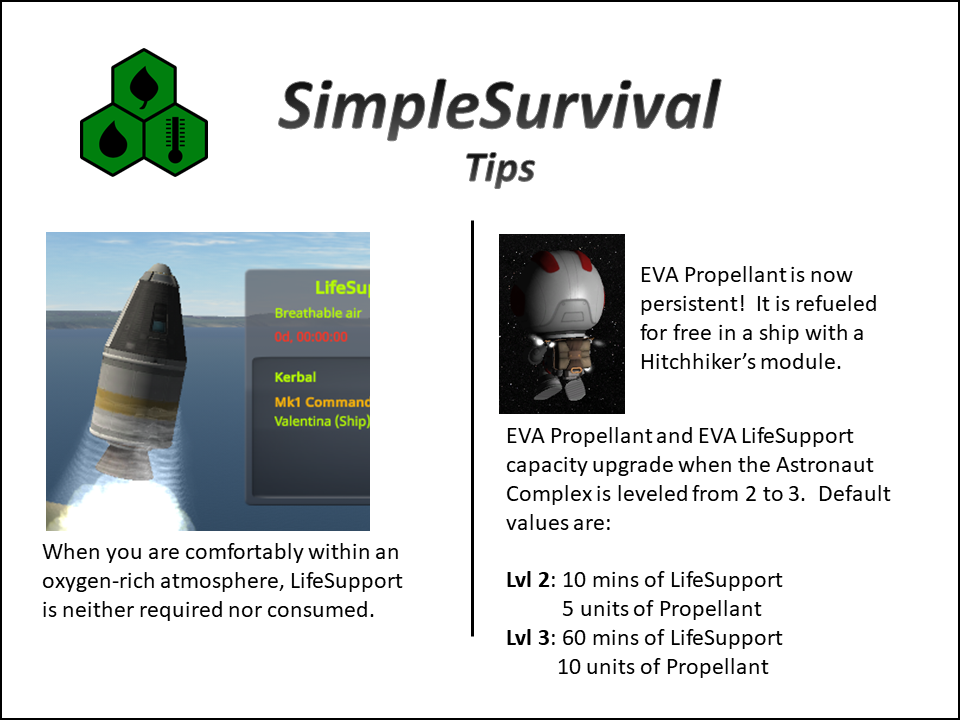 SimpleSurvival
Tips
LifeSu
Breathable air
0d, 00:00:00
Kerbal
Mk1 Command
Valentina (Ship)
When you are comfortably within an
oxygen-rich atmosphere, LifeSupport
is neither required nor consumed.
EVA Propellant is now
persistent!  It is refueled
for free in a ship with a
Hitchhiker’s module.
EVA Propellant and EVA LifeSupport
capacity upgrade when the Astronaut
Complex is leveled from 2 to 3.  Default
values are:
Lvl 2: 10 mins of LifeSupport
5 units of Propellant
Lvl 3: 60 mins of LifeSupport
10 units of Propellant